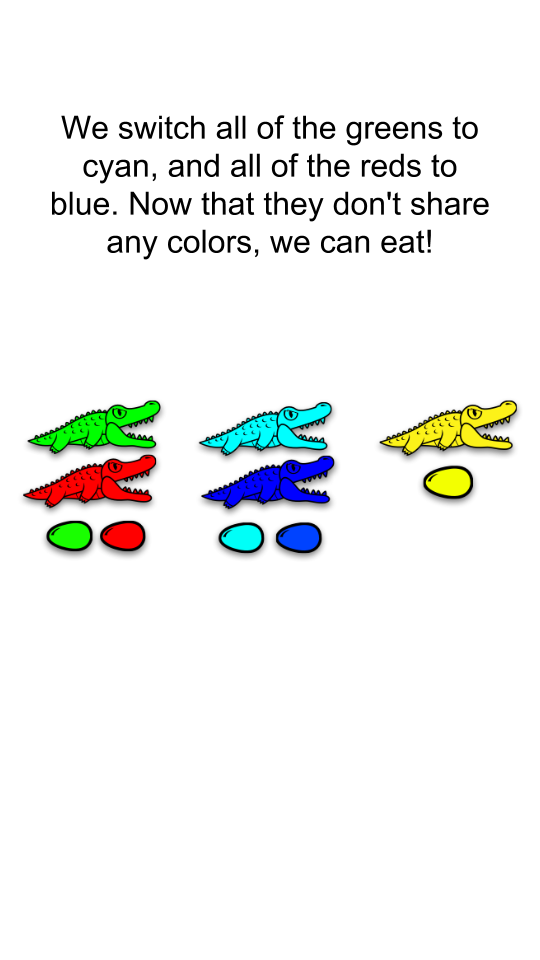 We switch all of the greens to
cyan, and all of the reds to
blue. Now that they don't share
any colors, we can eat!